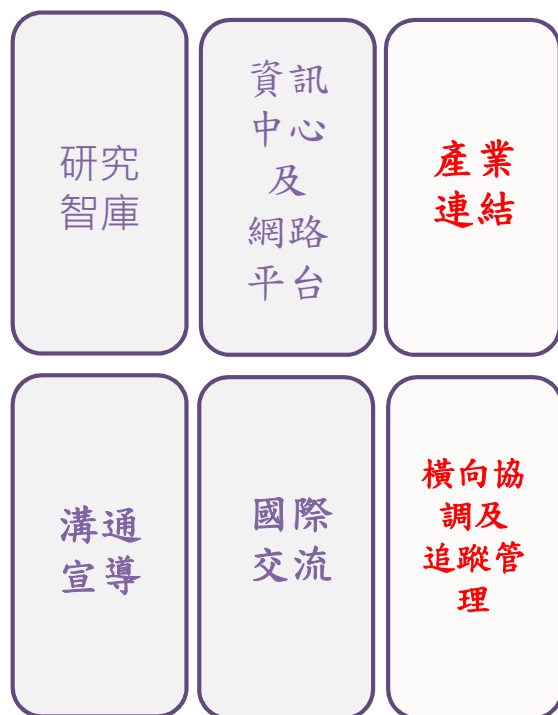 研究
智庫
資訊
中心
及
網路
平台
產業
連結
溝通
宣導
國際
交流
橫向協
調及
追蹤管
理